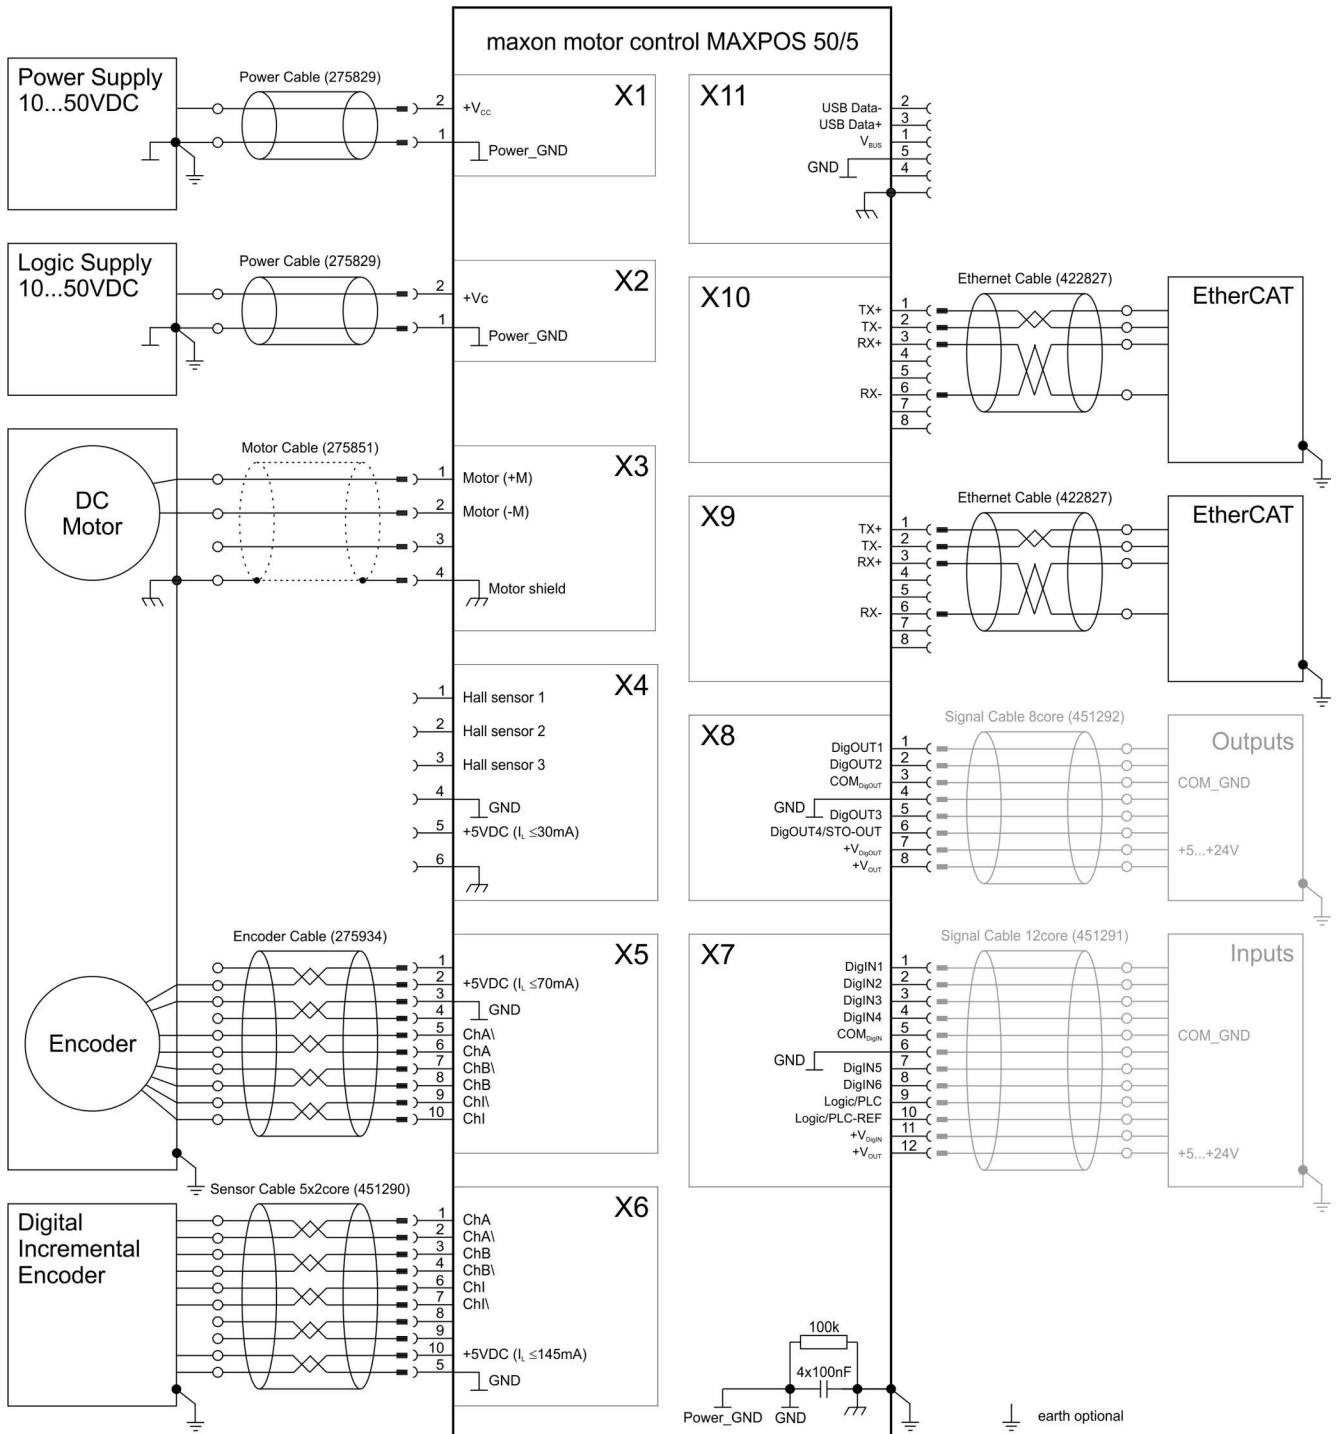 maxon motor control MAXPOS 50/5
Power Supply
10...50VDC
Power Cable (275829)
2
+Vcc
1
Power_GND
X1
Logic Supply
10...50VDC
Power Cable (275829)
2
+Vc
1
Power_GND
X2
DC
Motor
Motor Cable (275851)
1
Motor (+M)
2
Motor (-M)
3
4
Motor shield
X3
X4
1
Hall sensor 1
2
Hall sensor 2
3
Hall sensor 3
4
GND
5
+5VDC (IL ≤30mA)
6
Encoder
Encoder Cable (275934)
X5
1
2
+5VDC (IL ≤70mA)
3
GND
4
5
ChA\
6
ChA
7
ChB\
8
ChB
9
ChI\
10
ChI
Digital
Incremental
Encoder
Sensor Cable 5x2core (451290)
X6
1
ChA
2
ChA\
3
ChB
4
ChB\
6
ChI
7
ChI\
8
9
10
+5VDC (IL ≤145mA)
5
GND
X11
USB Data-
2
USB Data+
3
VBUS
1
GND
5
4
X10
TX+
1
TX-
2
RX+
3
4
5
RX-
6
7
8
Ethernet Cable (422827)
EtherCAT
X9
TX+
1
TX-
2
RX+
3
4
5
RX-
6
7
8
Ethernet Cable (422827)
EtherCAT
X8
DigOUT1
1
DigOUT2
2
COMDigOUT
3
GND
4
DigOUT3
5
DigOUT4/STO-OUT
6
+VDigOUT
7
+VOUT
8
Signal Cable 8core (451292)
Outputs
COM_GND
+5...+24V
X7
DigIN1
1
DigIN2
2
DigIN3
3
DigIN4
4
COMDigIN
5
GND
6
DigIN5
7
DigIN6
8
Logic/PLC
9
Logic/PLC-REF
10
+VDigIN
11
+VOUT
12
Signal Cable 12core (451291)
Inputs
COM_GND
+5...+24V
100k
4x100nF
Power_GND
GND
earth optional